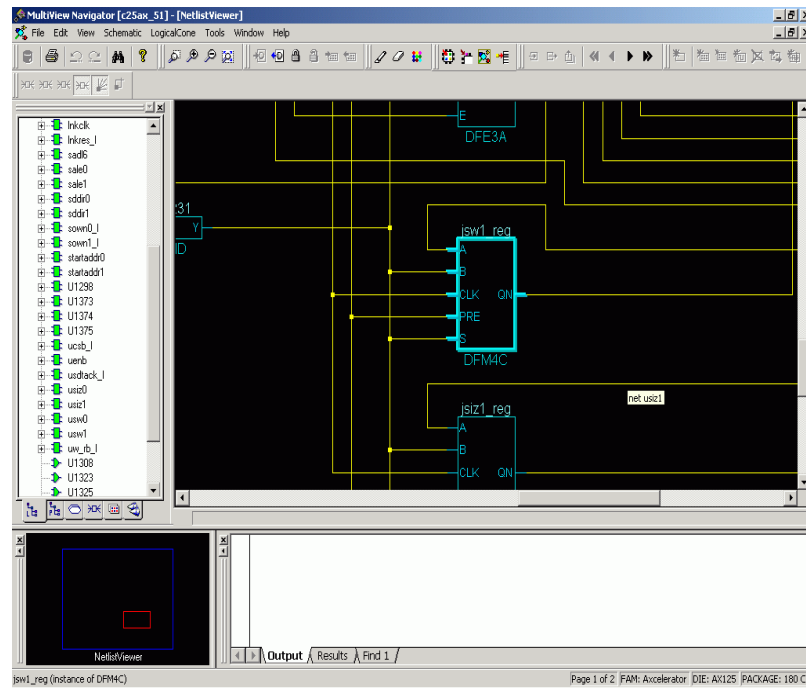 MultiView Navigator [c25ax_51] - [NetlistViewer]
File Edit View Schematic LogicalCone Tools Window Help
lnkclk
lnkres_l
sadl6
sale0
sale1
sddir0
sddir1
sown0_l
sown1_l
startaddr0
startaddr1
U1298
U1373
U1374
U1375
ucsb_l
uenb
usdtack_l
usiz0
usiz1
usw0
usw1
uw_rb_l
U1308
U1323
U1325
E
DFE3A
231
Y
ND
jsw1_reg
A
B
CLK QN
PRE
S
DFM4C
net usiz1
jsiz1_reg
A
B
CLK QN
NetlistViewer
Output Results Find 1
jsw1_reg (instance of DFM4C)
Page 1 of 2 FAM: Axcelerator DIE: AX125 PACKAGE: 180 C